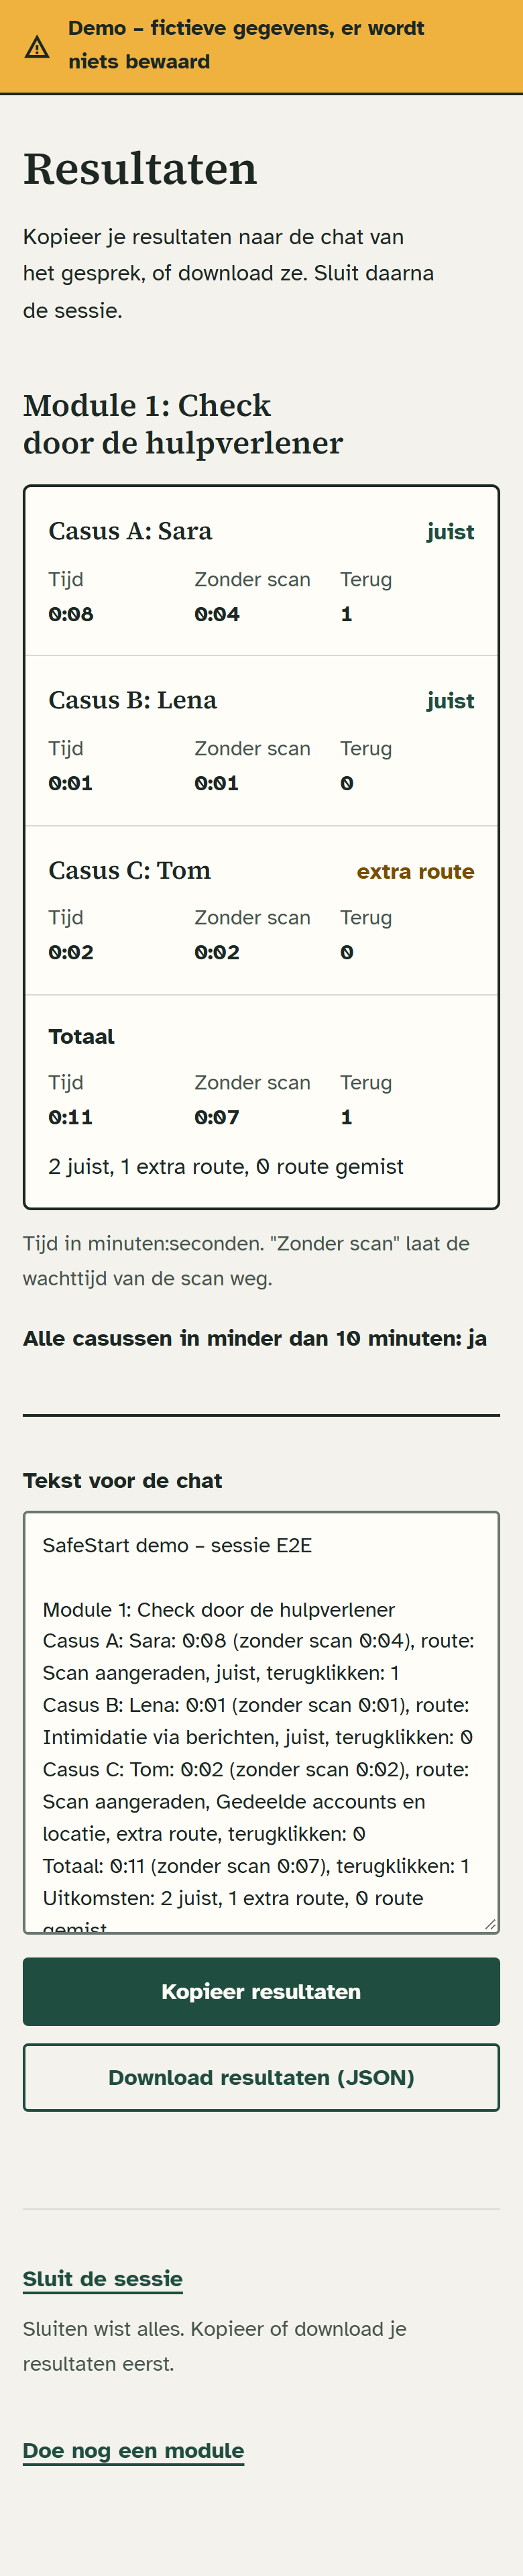 Demo – fictieve gegevens, er wordt
niets bewaard
Resultaten
Kopieer je resultaten naar de chat van
het gesprek, of download ze. Sluit daarna
de sessie.
Module 1: Check
door de hulpverlener
Casus A: Sara juist
Tijd Zonder scan Terug
0:08 0:04 1
Casus B: Lena juist
Tijd Zonder scan Terug
0:01 0:01 0
Casus C: Tom extra route
Tijd Zonder scan Terug
0:02 0:02 0
Totaal
Tijd Zonder scan Terug
0:11 0:07 1
2 juist, 1 extra route, 0 route gemist
Tijd in minuten:seconden. "Zonder scan" laat de
wachttijd van de scan weg.
Alle casussen in minder dan 10 minuten: ja
Tekst voor de chat
SafeStart demo – sessie E2E
Module 1: Check door de hulpverlener
Casus A: Sara: 0:08 (zonder scan 0:04), route:
Scan aangeraden, juist, terugklikken: 1
Casus B: Lena: 0:01 (zonder scan 0:01), route:
Intimidatie via berichten, juist, terugklikken: 0
Casus C: Tom: 0:02 (zonder scan 0:02), route:
Scan aangeraden, Gedeelde accounts en
locatie, extra route, terugklikken: 0
Totaal: 0:11 (zonder scan 0:07), terugklikken: 1
Uitkomsten: 2 juist, 1 extra route, 0 route
gemist
Kopieer resultaten
Download resultaten (JSON)
Sluit de sessie
Sluiten wist alles. Kopieer of download je
resultaten eerst.
Doe nog een module